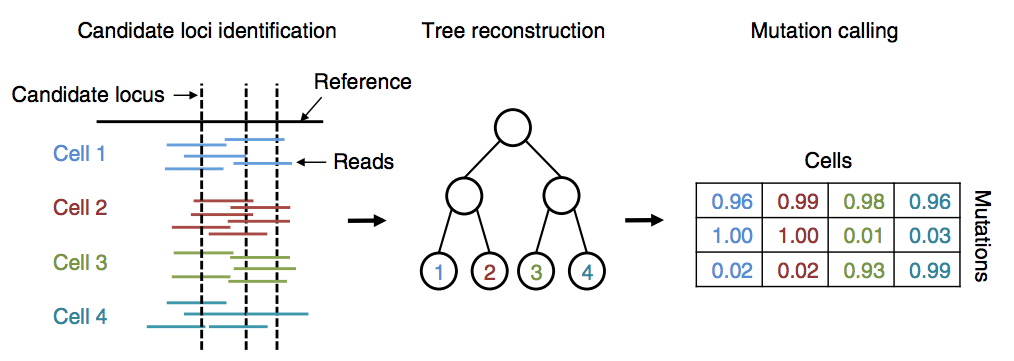 Candidate loci identification
Tree reconstruction
Mutation calling
Reference
Candidate locus
Cell 1
Reads
Cell 2
Cell 3
Cell 4
1 2 3 4
Cells
0.96 0.99 0.98 0.96
1.00 1.00 0.01 0.03
0.02 0.02 0.93 0.99
Mutations